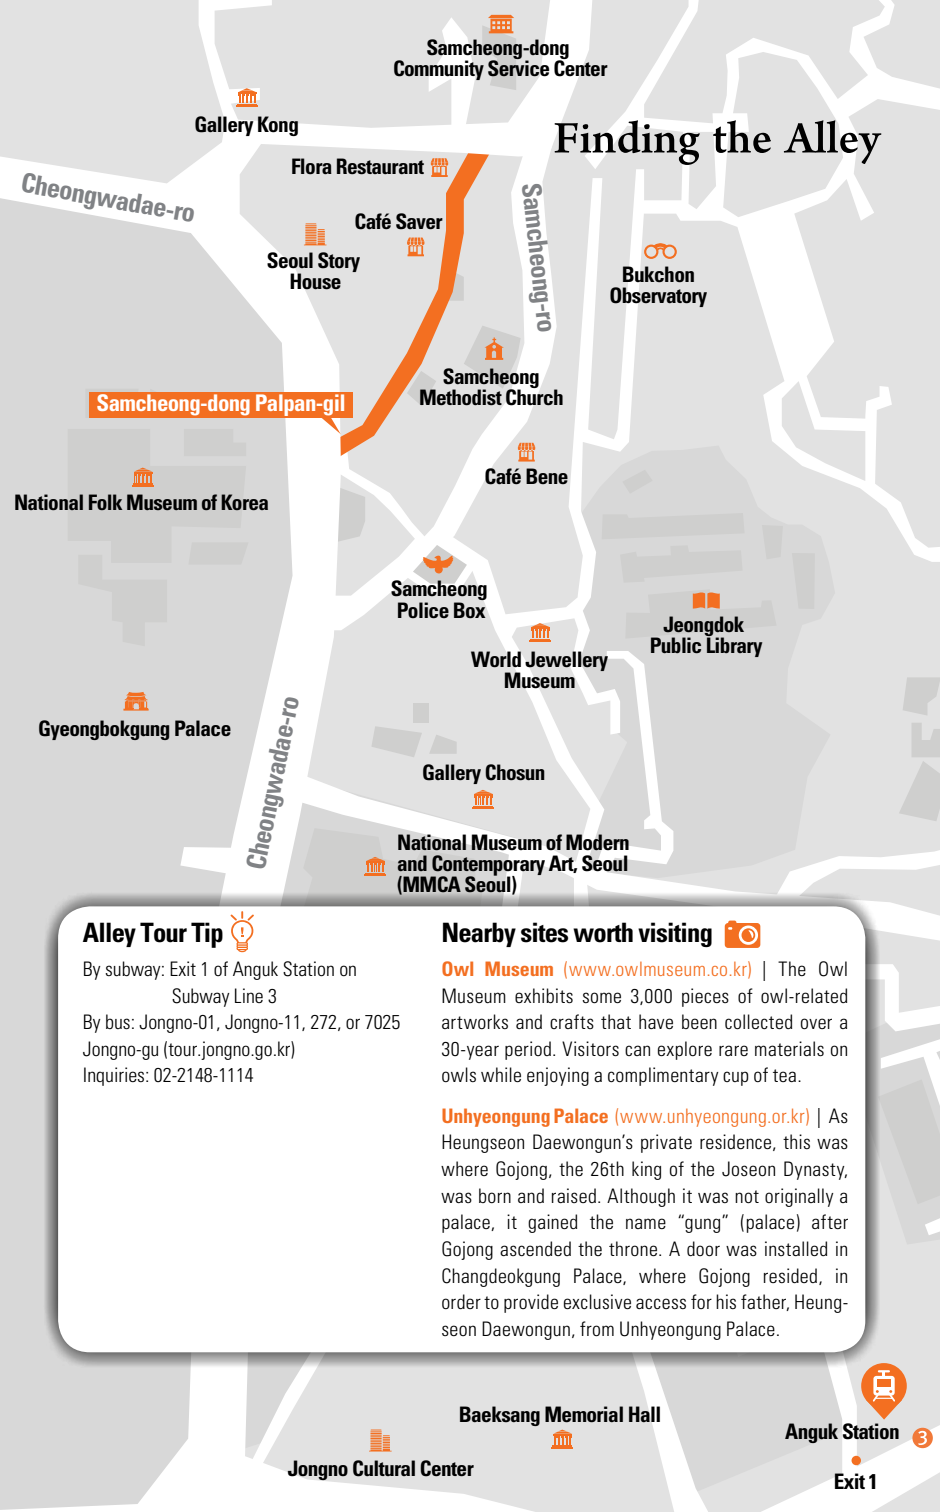 Samcheong-dong
Community Service Center
Gallery Kong
Finding the Alley
Flora Restaurant
Cheongwadae-ro
Samcheong-ro
Café Saver
Seoul Story
House
Bukchon
Observatory
Samcheong
Methodist Church
Samcheong-dong Palpan-gil
Café Bene
National Folk Museum of Korea
Samcheong
Police Box
Jeongdok
Public Library
World Jewellery
Museum
Gyeongbokgung Palace
Cheongwadae-ro
Gallery Chosun
National Museum of Modern
and Contemporary Art, Seoul
(MMCA Seoul)
Alley Tour Tip
By subway: Exit 1 of Anguk Station on
Subway Line 3
By bus: Jongno-01, Jongno-11, 272, or 7025
Jongno-gu (tour.jongno.go.kr)
Inquiries: 02-2148-1114
Nearby sites worth visiting
Owl Museum (www.owlmuseum.co.kr) | The Owl
Museum exhibits some 3,000 pieces of owl-related
artworks and crafts that have been collected over a
30-year period. Visitors can explore rare materials on
owls while enjoying a complimentary cup of tea.
Unhyeongung Palace (www.unhyeongung.or.kr) | As
Heungseon Daewongun's private residence, this was
where Gojong, the 26th king of the Joseon Dynasty,
was born and raised. Although it was not originally a
palace, it gained the name “gung” (palace) after
Gojong ascended the throne. A door was installed in
Changdeokgung Palace, where Gojong resided, in
order to provide exclusive access for his father, Heung-
seon Daewongun, from Unhyeongung Palace.
Baeksang Memorial Hall
Anguk Station
3
Jongno Cultural Center
Exit 1